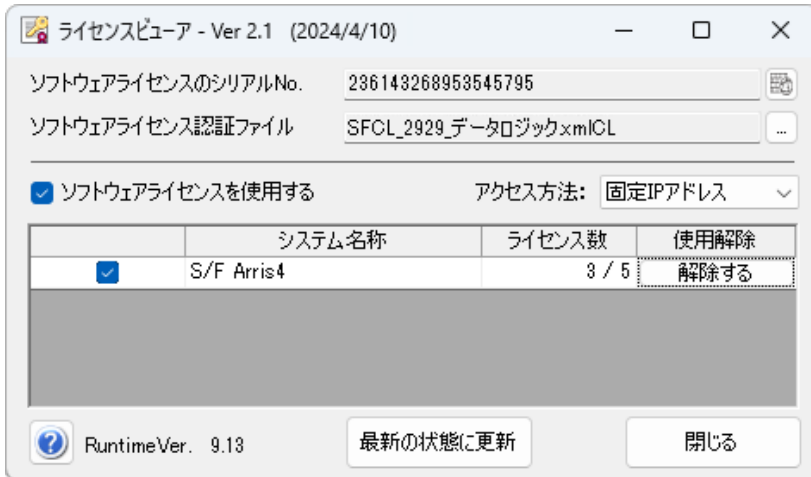 ライセンスビューア - Ver 2.1 (2024/4/10)
ソフトウェアライセンスのシリアルNo. 236143268953545795
ソフトウェアライセンス認証ファイル SFCL_2929_データロジックxmlCL ...
ソフトウェアライセンスを使用する アクセス方法: 固定IPアドレス
システム名称 ライセンス数 使用解除
S/F Arris4 3 / 5 解除する
RuntimeVer. 9.13 最新の状態に更新 閉じる